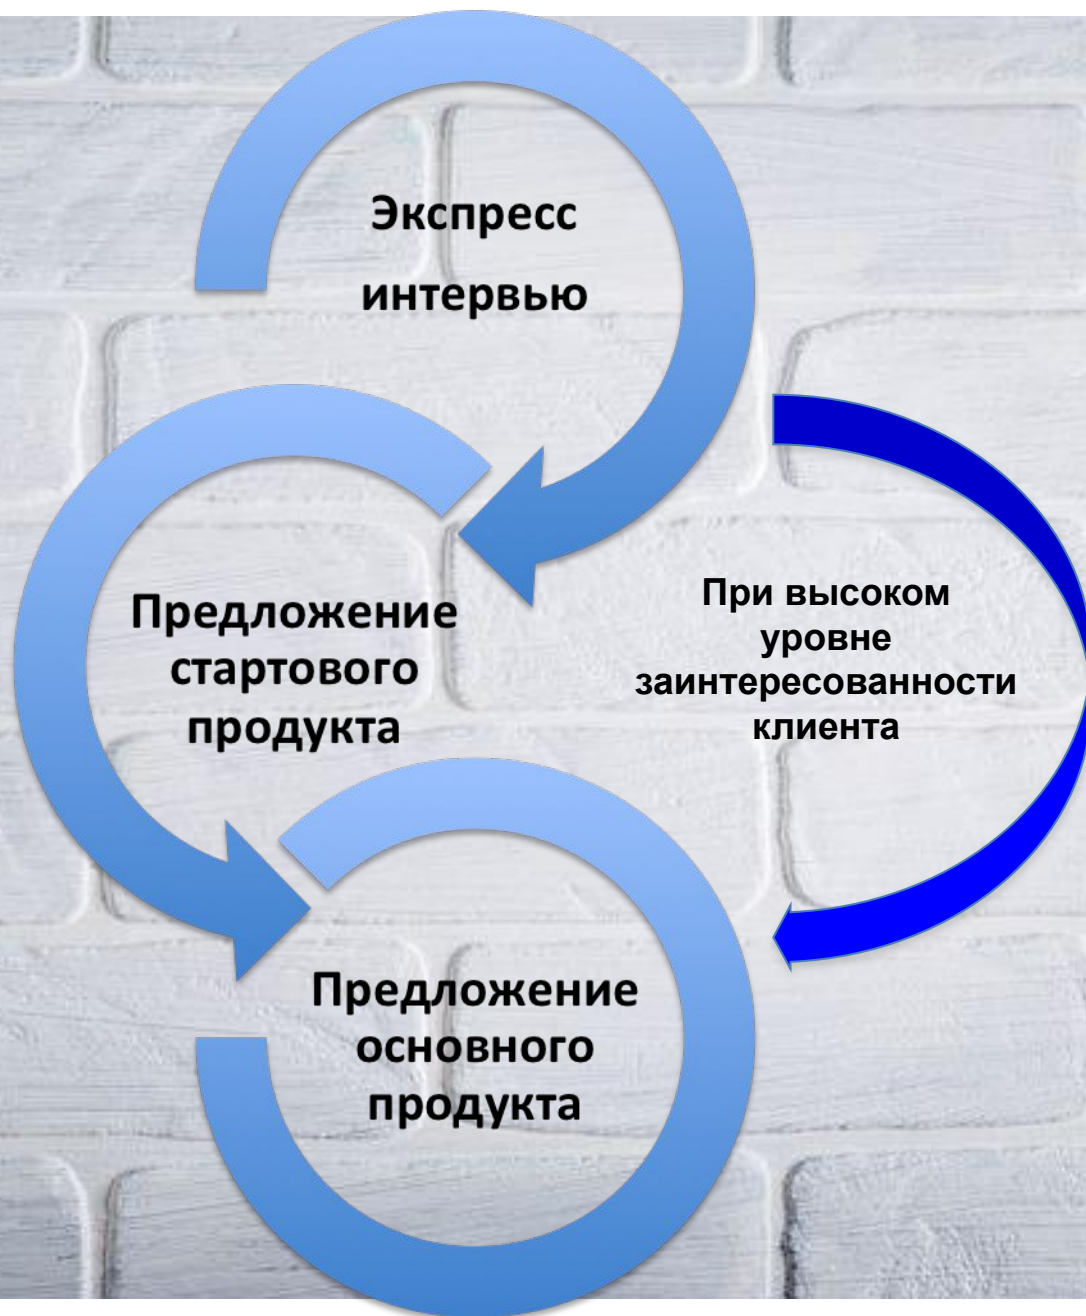 Экспресс
интервью
Предложение
стартового
продукта
При высоком
уровне
заинтересованности
клиента
Предложение
основного
продукта